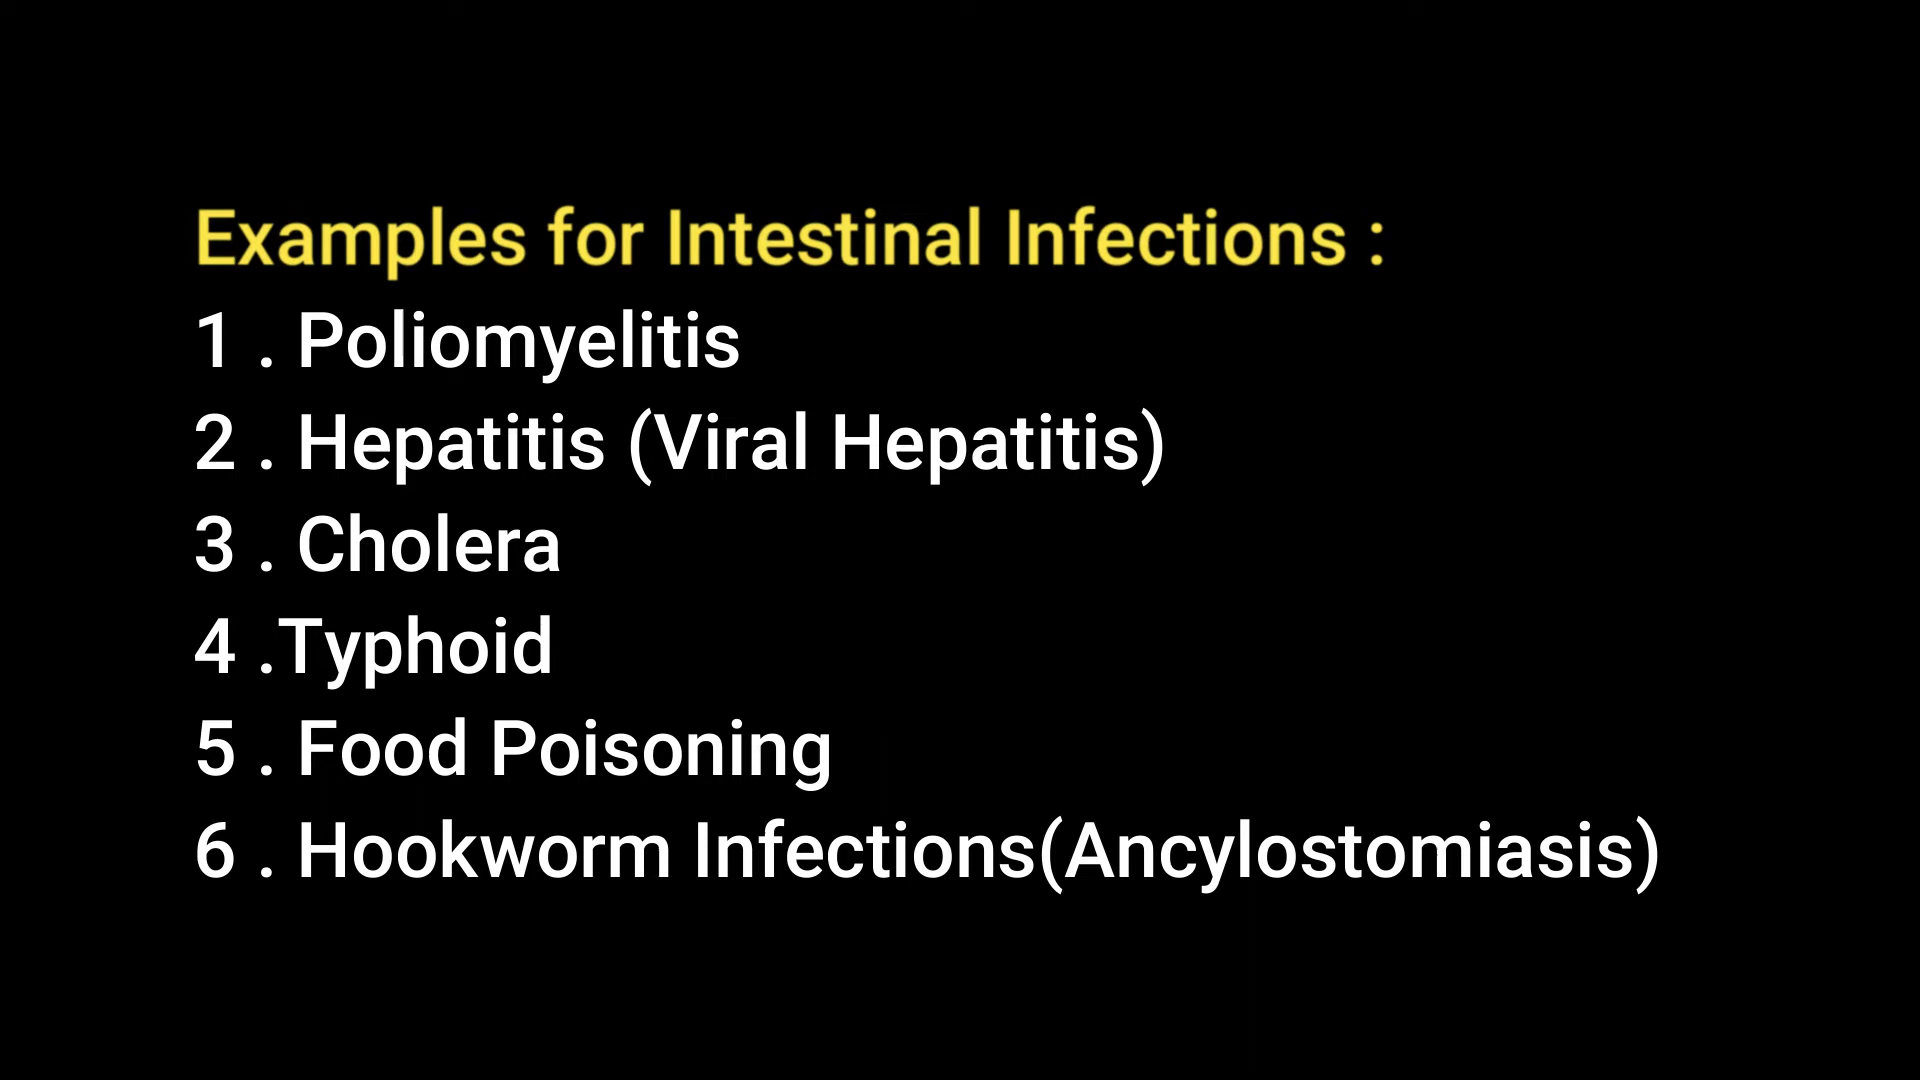 Examples for Intestinal Infections :
1 . Poliomyelitis
2 . Hepatitis (Viral Hepatitis)
3 . Cholera
4 .Typhoid
5 . Food Poisoning
6 . Hookworm Infections(Ancylostomiasis)